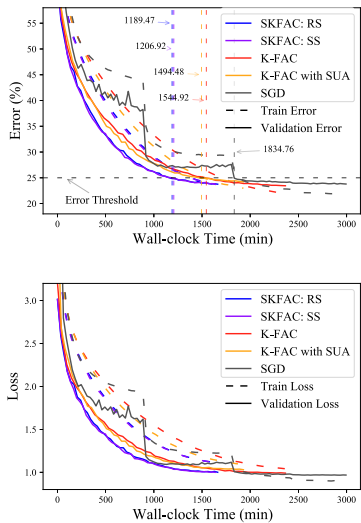 1189.47
1206.92
1494.48
1544.92
1834.76
SKFAC: RS
SKFAC: SS
K-FAC
K-FAC with SUA
SGD
Train Error
Validation Error
Error Threshold
55
50
45
40
35
30
25
20
Error (%)
0 500 1000 1500 2000 2500 3000
Wall-clock Time (min)
SKFAC: RS
SKFAC: SS
K-FAC
K-FAC with SUA
SGD
Train Loss
Validation Loss
3.0
2.5
2.0
1.5
1.0
Loss
0 500 1000 1500 2000 2500 3000
Wall-clock Time (min)